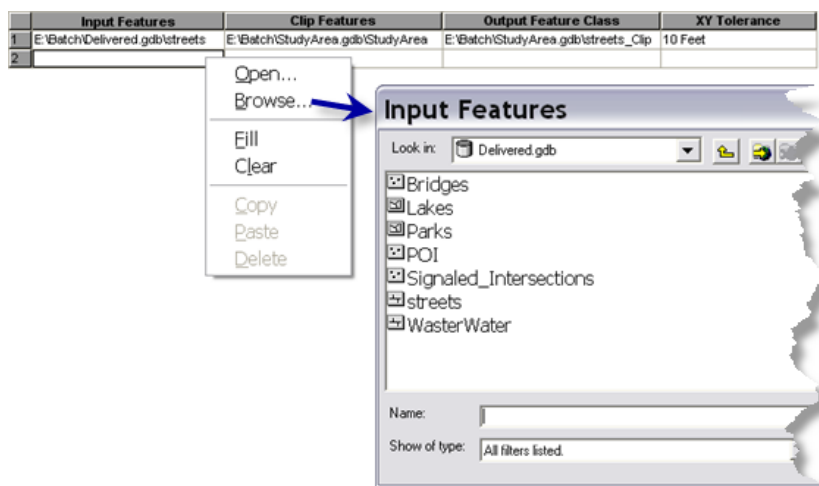 Input Features Clip Features Output Feature Class XY Tolerance
1 E:\Batch\Delivered.gdb\streets E:\Batch\StudyArea.gdb\StudyArea E:\Batch\StudyArea.gdb\streets_Clip 10 Feet
2
Open...
Browse...
Fill
Clear
Copy
Paste
Delete
Input Features
Look in: Delivered.gdb
Bridges
Lakes
Parks
POI
Signaled_Intersections
streets
WasterWater
Name:
Show of type: All filters listed.